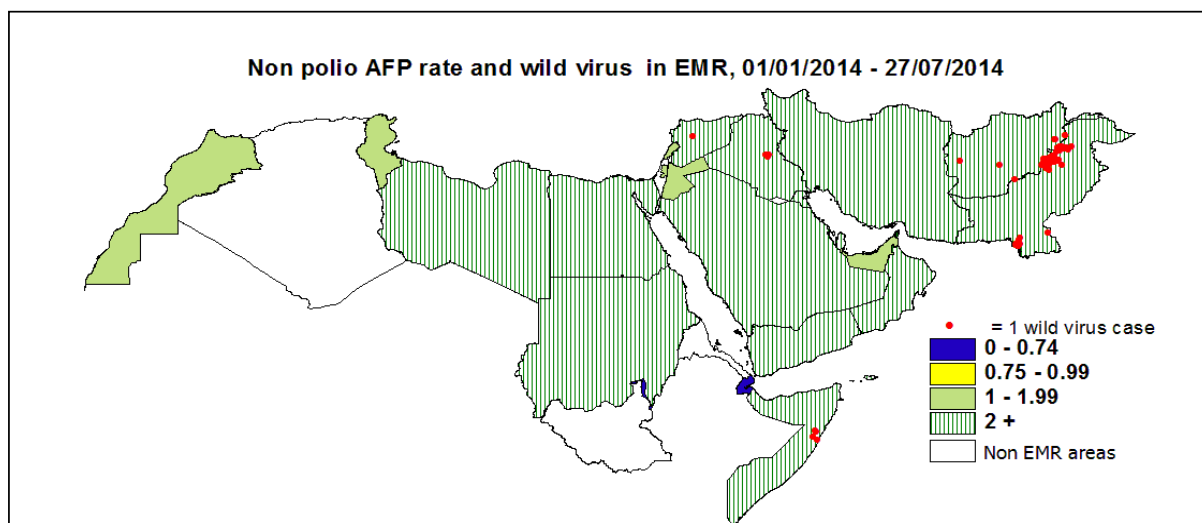 Non polio AFP rate and wild virus in EMR, 01/01/2014 - 27/07/2014
= 1 wild virus case
0 - 0.74
0.75 - 0.99
1 - 1.99
2 +
Non EMR areas